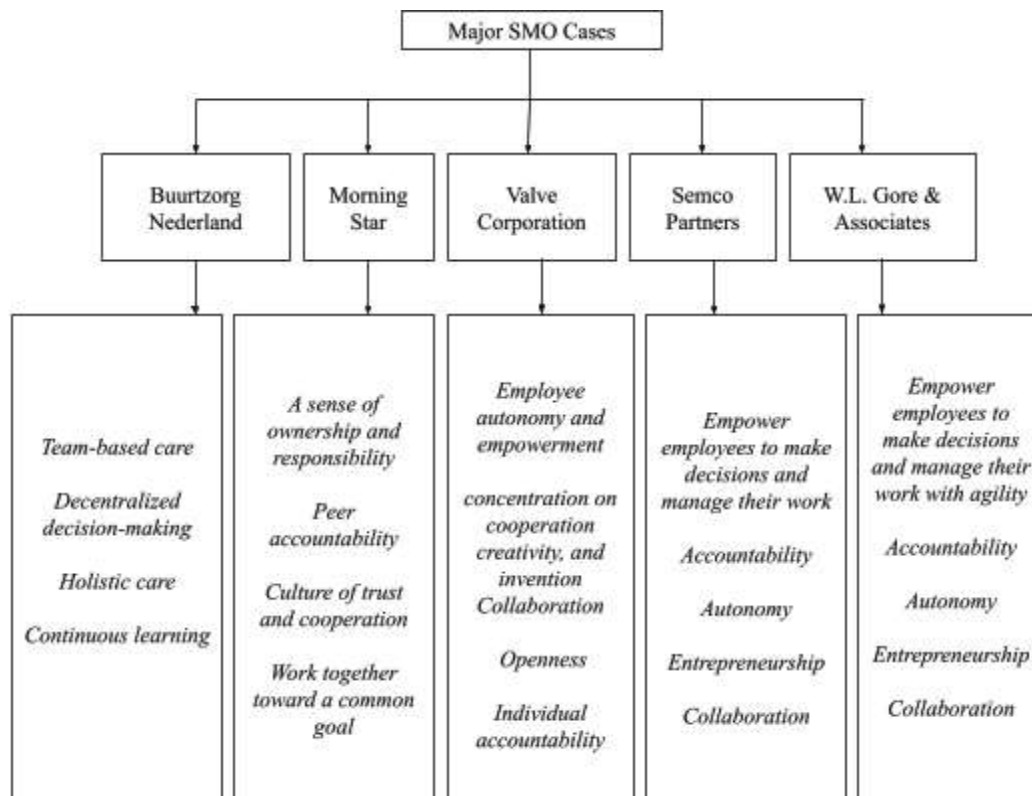 Major SMO Cases
Buurtzorg
Nederland
Morning
Star
Valve
Corporation
Semco
Partners
W.L. Gore &
Associates
Team-based care
Decentralized
decision-making
Holistic care
Continuous learning
A sense of
ownership and
responsibility
Peer
accountability
Culture of trust
and cooperation
Work together
toward a common
goal
Employee
autonomy and
empowerment
concentration on
cooperation
creativity, and
invention
Collaboration
Openness
Individual
accountability
Empower
employees to make
decisions and
manage their work
Accountability
Autonomy
Entrepreneurship
Collaboration
Empower
employees to
make decisions
and manage their
work with agility
Accountability
Autonomy
Entrepreneurship
Collaboration